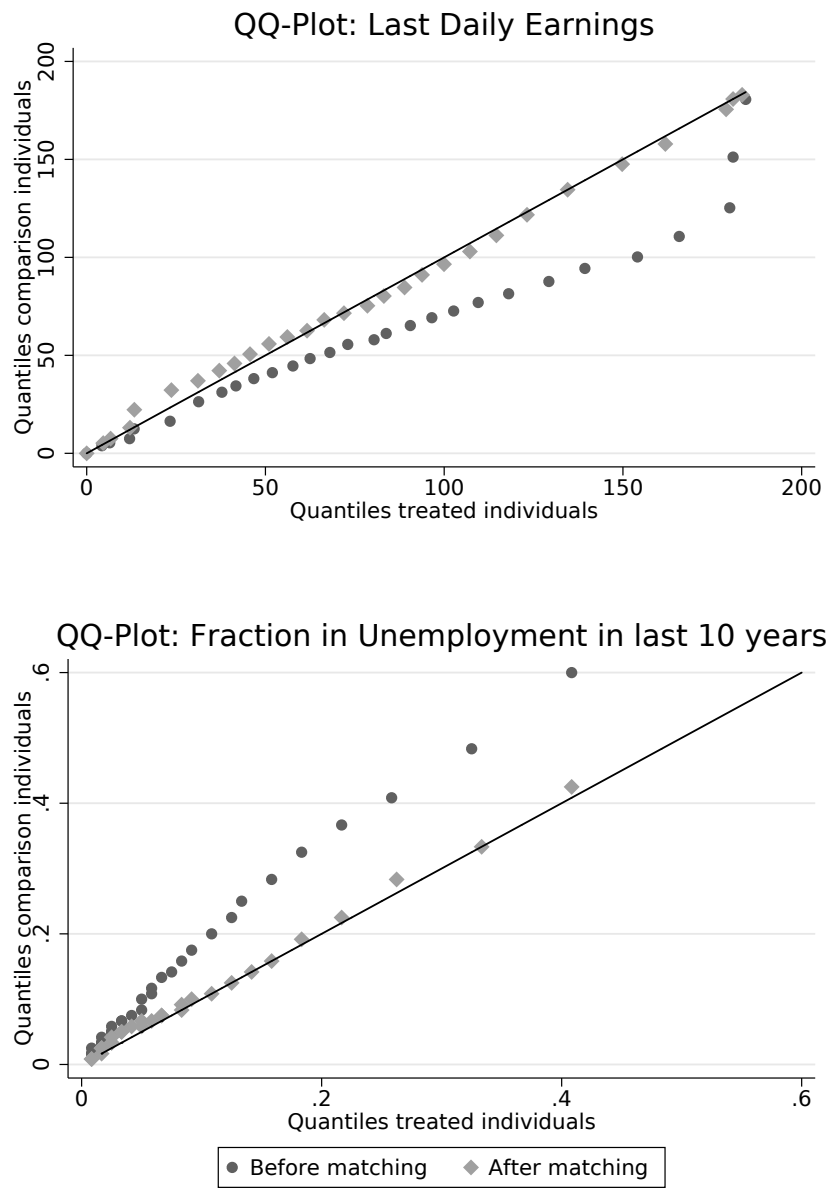 QQ-Plot: Last Daily Earnings
Quantiles comparison individuals
200
150
100
50
0
0 50 100 150 200
Quantiles treated individuals
QQ-Plot: Fraction in Unemployment in last 10 years
Quantiles comparison individuals
.6
.4
.2
0
0 .2 .4 .6
Quantiles treated individuals
Before matching After matching